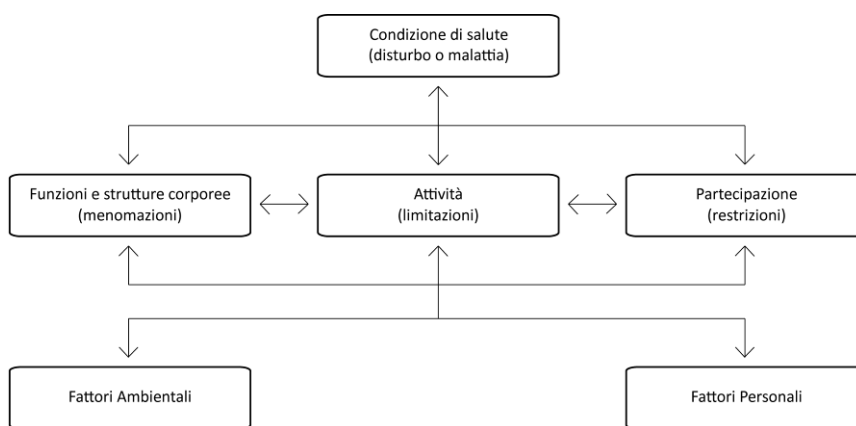 Condizione di salute
(disturbo o malattia)
Funzioni e strutture corporee
(menomazioni)
Attività
(limitazioni)
Partecipazione
(restrizioni)
Fattori Ambientali
Fattori Personali